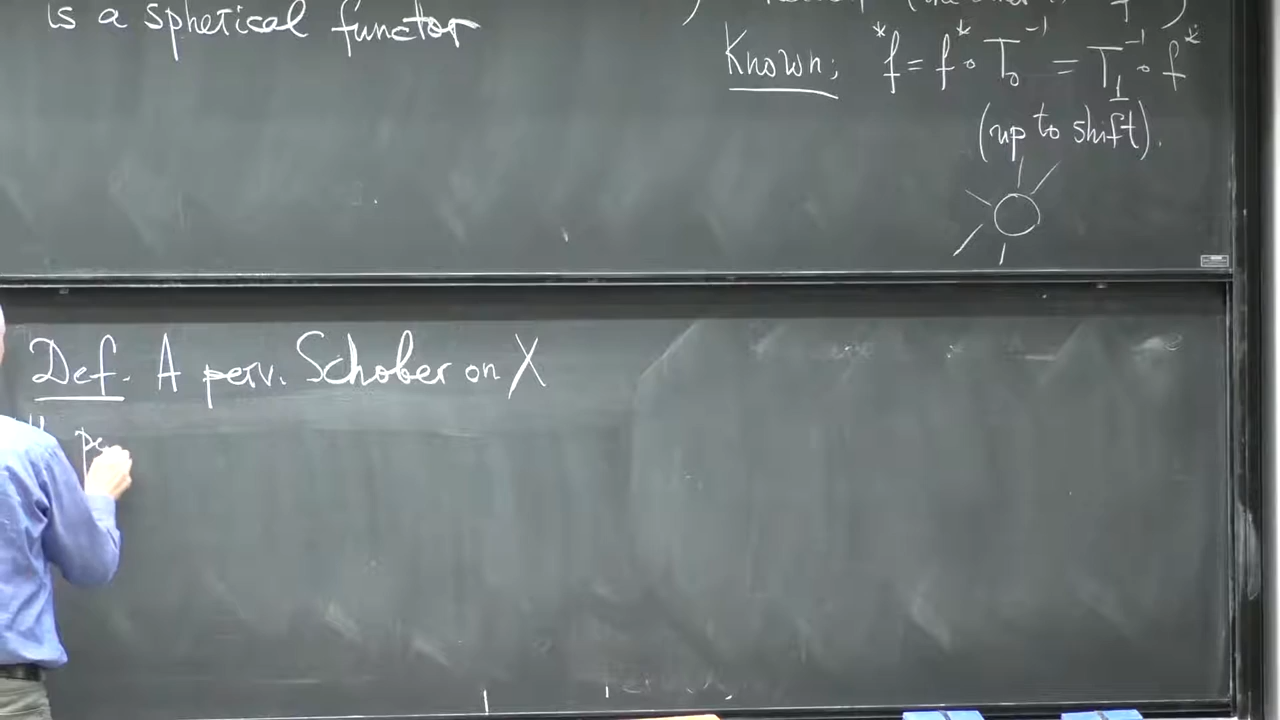 is a spherical functor
Known: *f = f* ∘ T₀⁻¹ = T₁⁻¹ ∘ f*
(up to shift).
Def. A perv. Schober on X